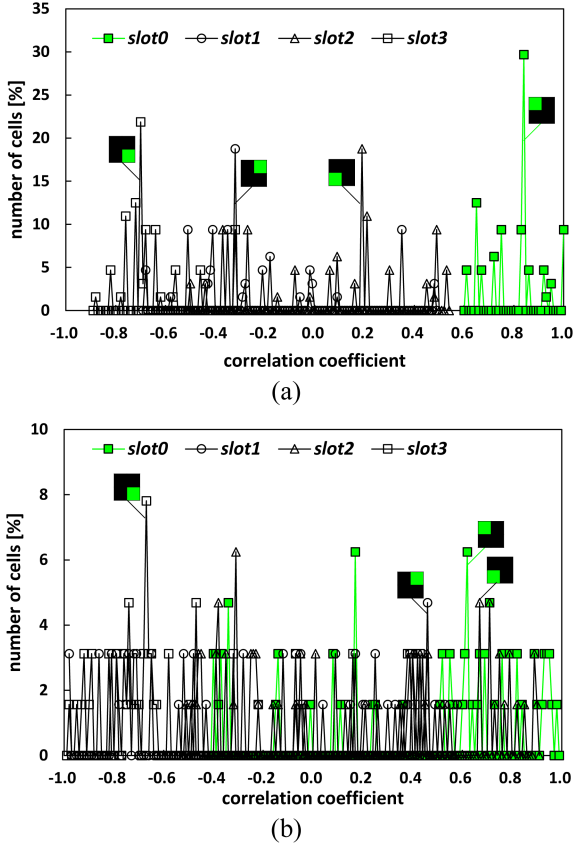 35
30
25
20
15
10
5
0
number of cells [%]
slot0 slot1 slot2 slot3
-1.0 -0.8 -0.6 -0.4 -0.2 0.0 0.2 0.4 0.6 0.8 1.0
correlation coefficient
(a)
10
8
6
4
2
0
number of cells [%]
slot0 slot1 slot2 slot3
-1.0 -0.8 -0.6 -0.4 -0.2 0.0 0.2 0.4 0.6 0.8 1.0
correlation coefficient
(b)